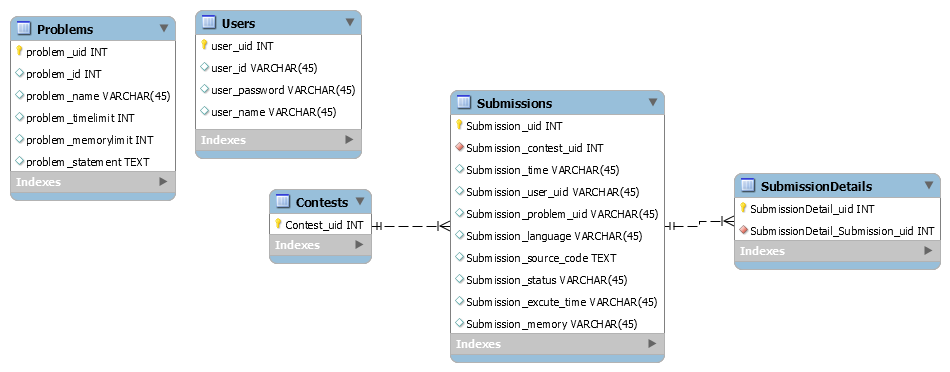 Problems
problem_uid INT
problem_id INT
problem_name VARCHAR(45)
problem_timelimit INT
problem_memorylimit INT
problem_statement TEXT
Indexes
Users
user_uid INT
user_id VARCHAR(45)
user_password VARCHAR(45)
user_name VARCHAR(45)
Indexes
Contests
Contest_uid INT
Indexes
Submissions
Submission_uid INT
Submission_contest_uid INT
Submission_time VARCHAR(45)
Submission_user_uid VARCHAR(45)
Submission_problem_uid VARCHAR(45)
Submission_language VARCHAR(45)
Submission_source_code TEXT
Submission_status VARCHAR(45)
Submission_excute_time VARCHAR(45)
Submission_memory VARCHAR(45)
Indexes
SubmissionDetails
SubmissionDetail_uid INT
SubmissionDetail_Submission_uid INT
Indexes